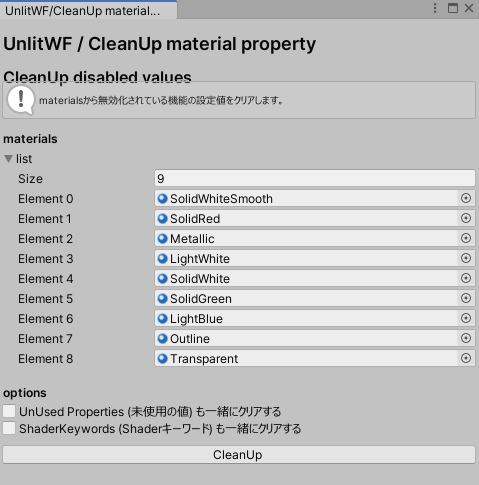 UnlitWF/CleanUp material...
UnlitWF / CleanUp material property
CleanUp disabled values
materialsから無効化されている機能の設定値をクリアします。
materials
list
Size 9
Element 0 SolidWhiteSmooth
Element 1 SolidRed
Element 2 Metallic
Element 3 LightWhite
Element 4 SolidWhite
Element 5 SolidGreen
Element 6 LightBlue
Element 7 Outline
Element 8 Transparent
options
UnUsed Properties (未使用の値) も一緒にクリアする
ShaderKeywords (Shaderキーワード) も一緒にクリアする
CleanUp